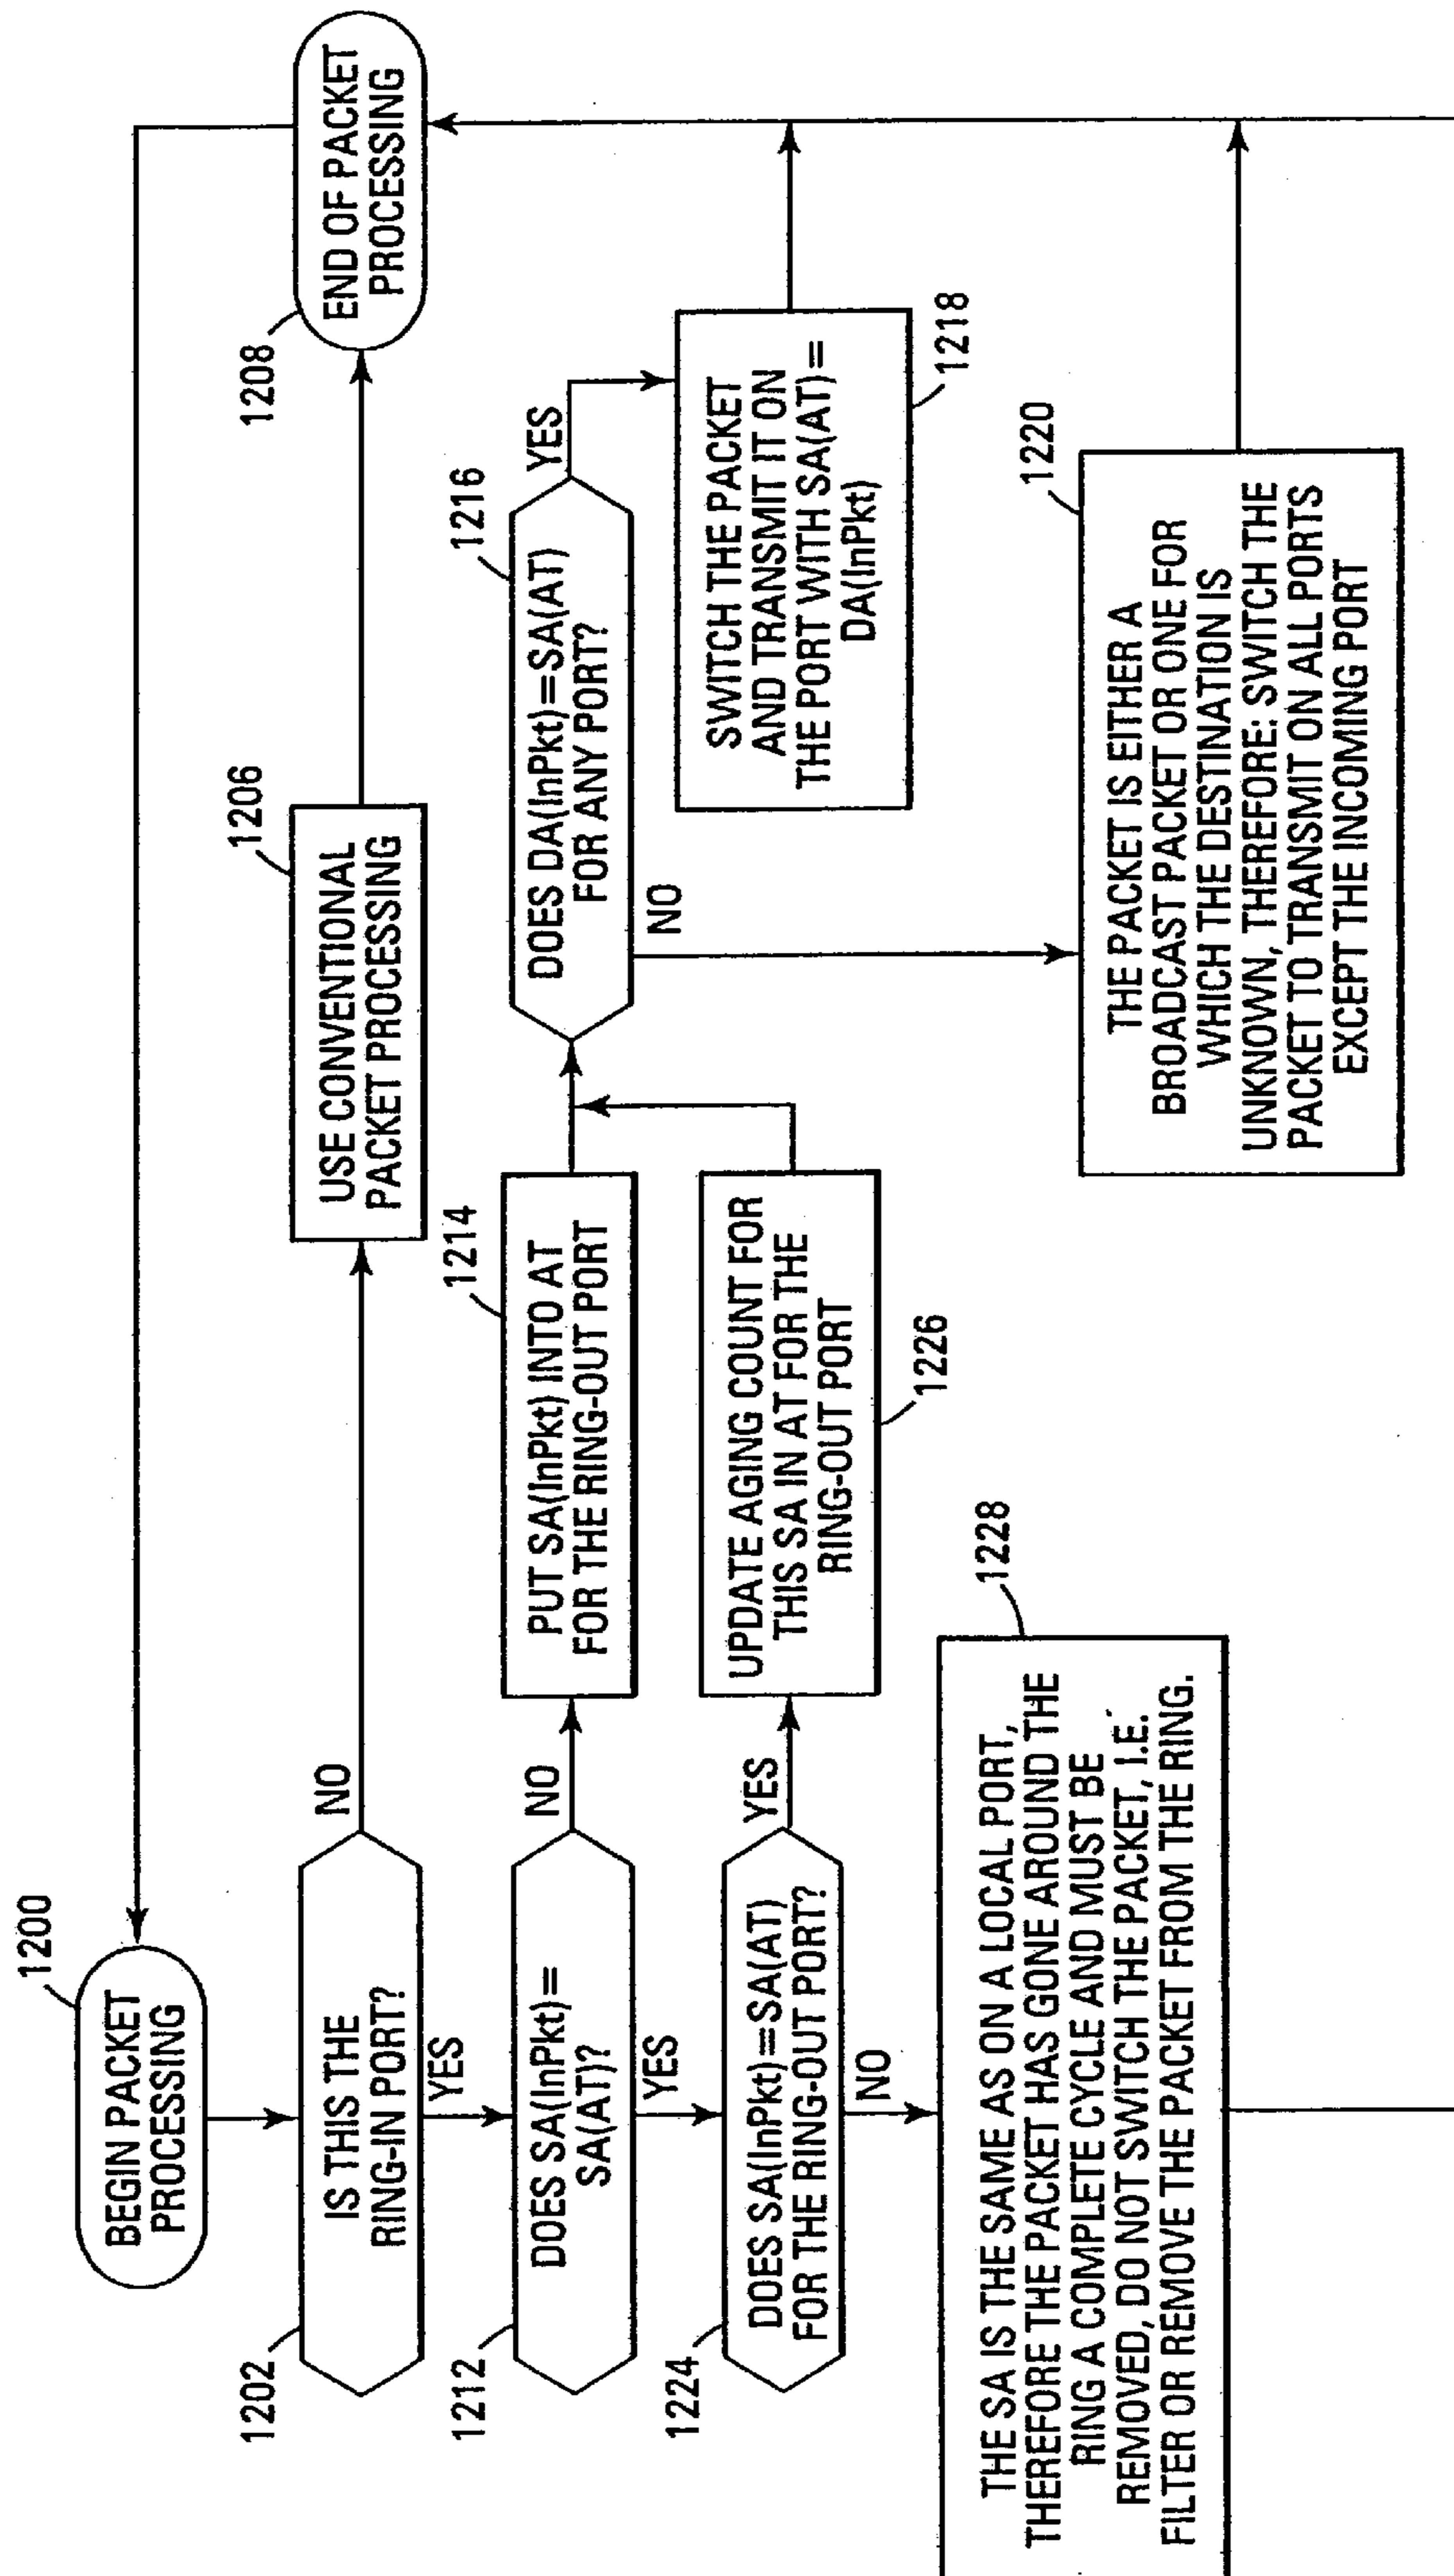 1200
BEGIN PACKET
PROCESSING
1202
IS THIS THE
RING-IN PORT?
NO
YES
1206
USE CONVENTIONAL
PACKET PROCESSING
1208
END OF PACKET
PROCESSING
1212
DOES SA(InPkt)=
SA(AT)?
NO
YES
1214
PUT SA(InPkt) INTO AT
FOR THE RING-OUT PORT
1216
DOES DA(InPkt)=SA(AT)
FOR ANY PORT?
YES
NO
SWITCH THE PACKET
AND TRANSMIT IT ON
THE PORT WITH SA(AT)=
DA(InPkt)
1218
1224
DOES SA(InPkt)=SA(AT)
FOR THE RING-OUT PORT?
YES
NO
UPDATE AGING COUNT FOR
THIS SA IN AT FOR THE
RING-OUT PORT
1226
1220
THE PACKET IS EITHER A
BROADCAST PACKET OR ONE FOR
WHICH THE DESTINATION IS
UNKNOWN, THEREFORE: SWITCH THE
PACKET TO TRANSMIT ON ALL PORTS
EXCEPT THE INCOMING PORT
1228
THE SA IS THE SAME AS ON A LOCAL PORT,
THEREFORE THE PACKET HAS GONE AROUND THE
RING A COMPLETE CYCLE AND MUST BE
REMOVED, DO NOT SWITCH THE PACKET, I.E.
FILTER OR REMOVE THE PACKET FROM THE RING.